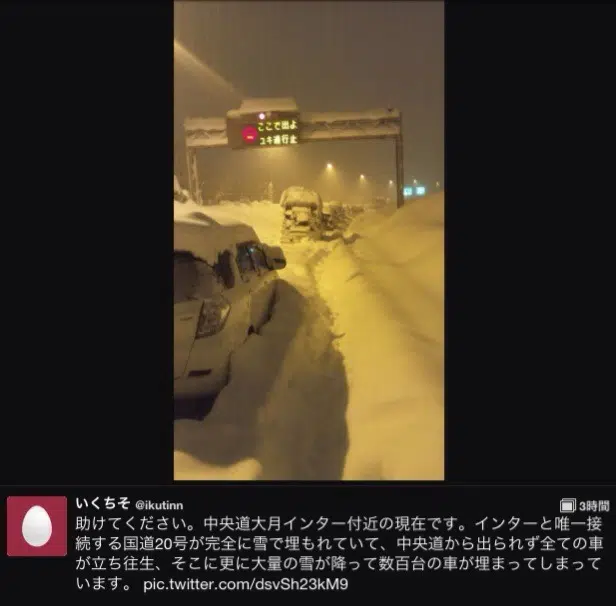 ここで出よ
ユキ通行止
いくちそ @ikutinn
3時間
助けてください。中央道大月インター付近の現在です。インターと唯一接
続する国道20号が完全に雪で埋もれていて、中央道から出られず全ての車
が立ち往生、そこに更に大量の雪が降って数百台の車が埋まってしまって
います。 pic.twitter.com/dsvSh23kM9